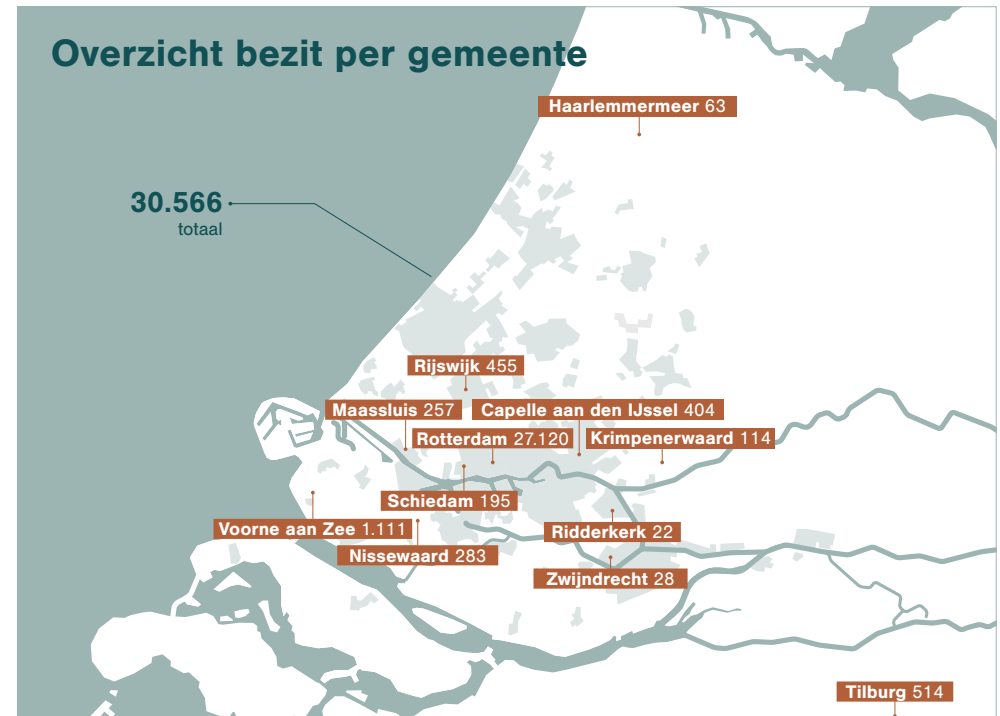 Overzicht bezit per gemeente
Haarlemmermeer 63
30.566
totaal
Rijswijk 455
Maassluis 257
Capelle aan den IJssel 404
Rotterdam 27.120
Krimpenerwaard 114
Schiedam 195
Voorne aan Zee 1.111
Ridderkerk 22
Nissewaard 283
Zwijndrecht 28
Tilburg 514